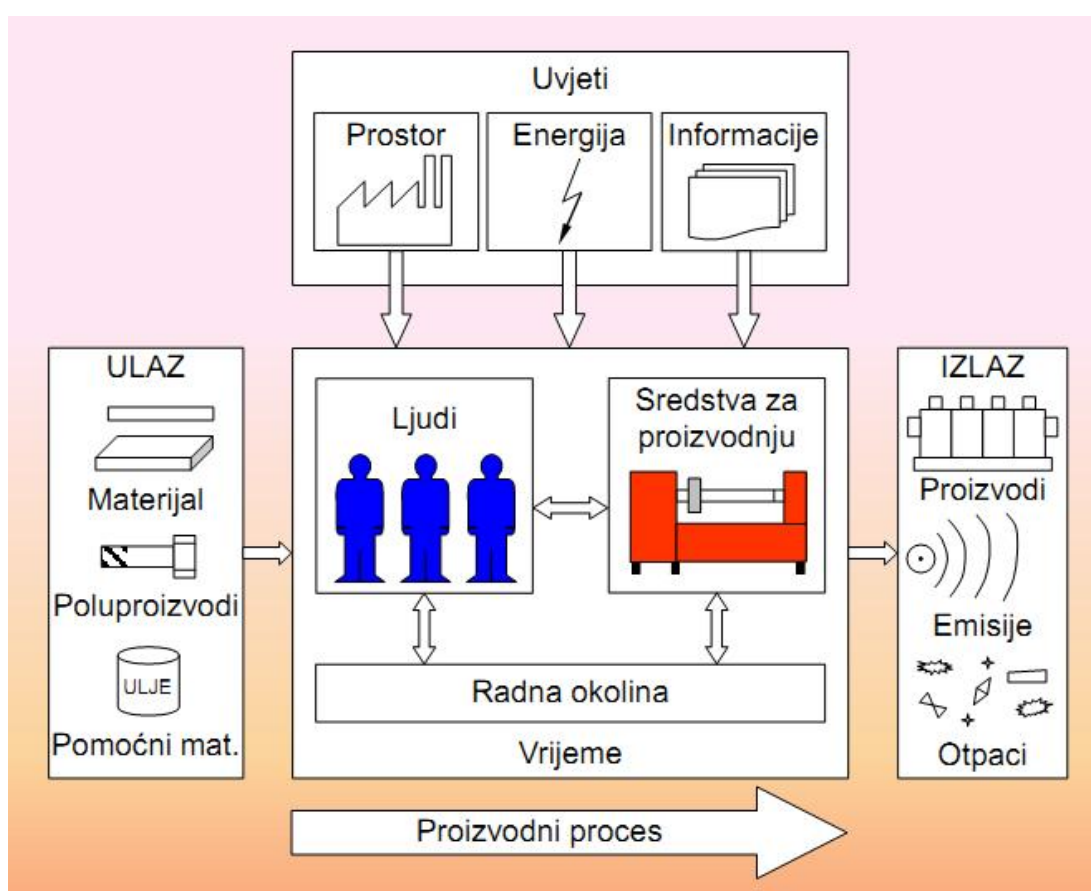 Uvjeti
Prostor
Energija
Informacije
ULAZ
Materijal
Poluproizvodi
ULJE
Pomoćni mat.
Ljudi
Sredstva za
proizvodnju
Radna okolina
Vrijeme
IZLAZ
Proizvodi
Emisije
Otpaci
Proizvodni proces